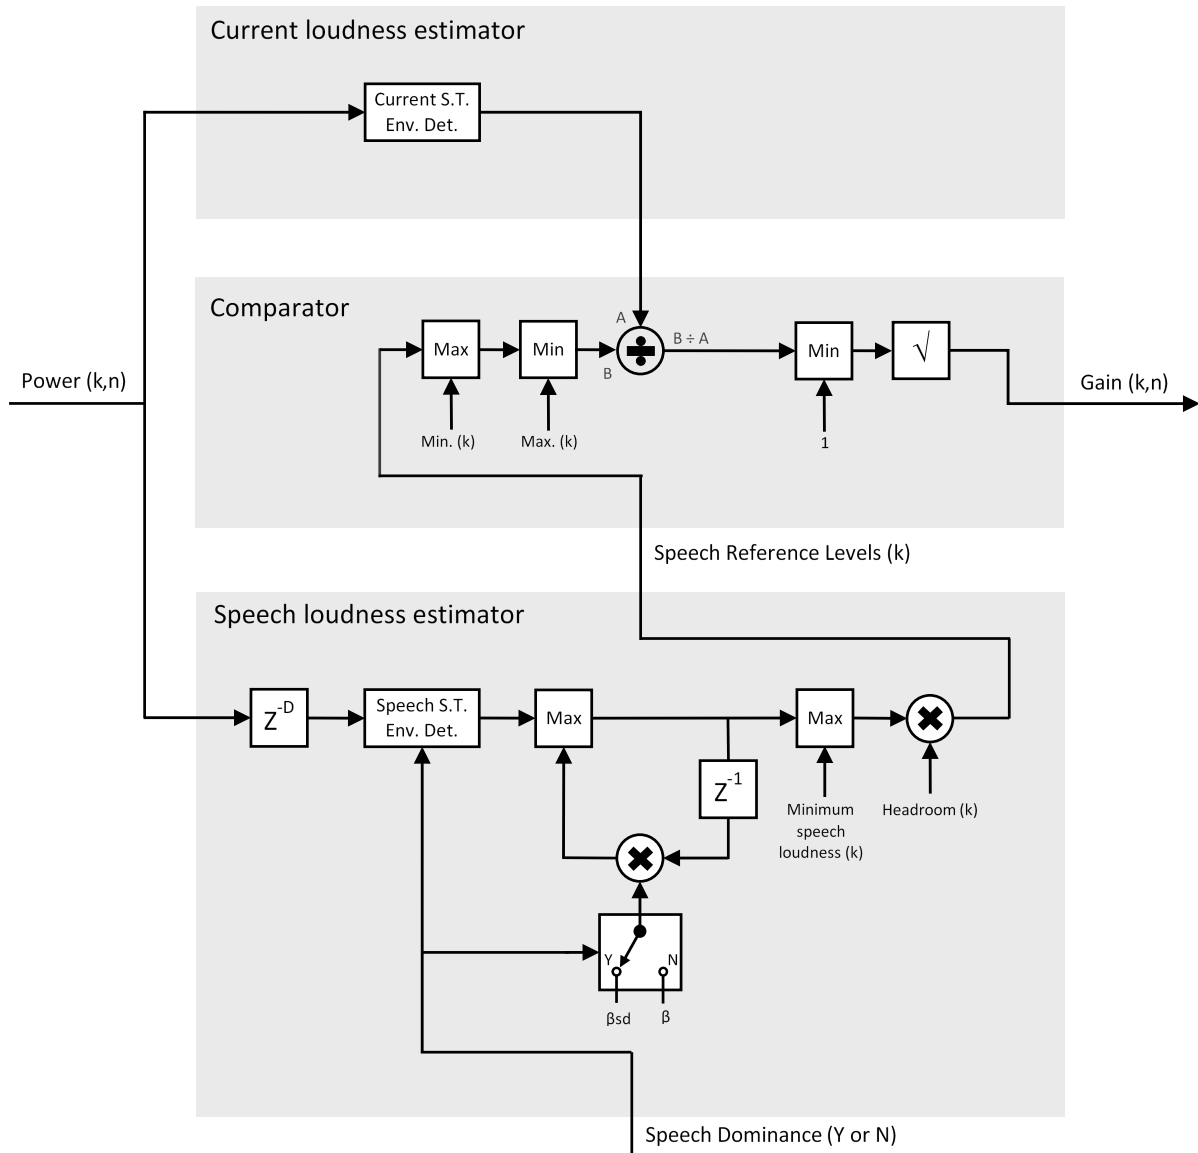 Current loudness estimator
Current S.T.
Env. Det.
Comparator
A
B ÷ A
B
Max
Min
Min
√
Min. (k)
Max. (k)
1
Power (k,n)
Gain (k,n)
Speech Reference Levels (k)
Speech loudness estimator
Z-D
Speech S.T.
Env. Det.
Max
Max
Z-1
Minimum
speech
loudness (k)
Headroom (k)
Y
N
βsd
β
Speech Dominance (Y or N)